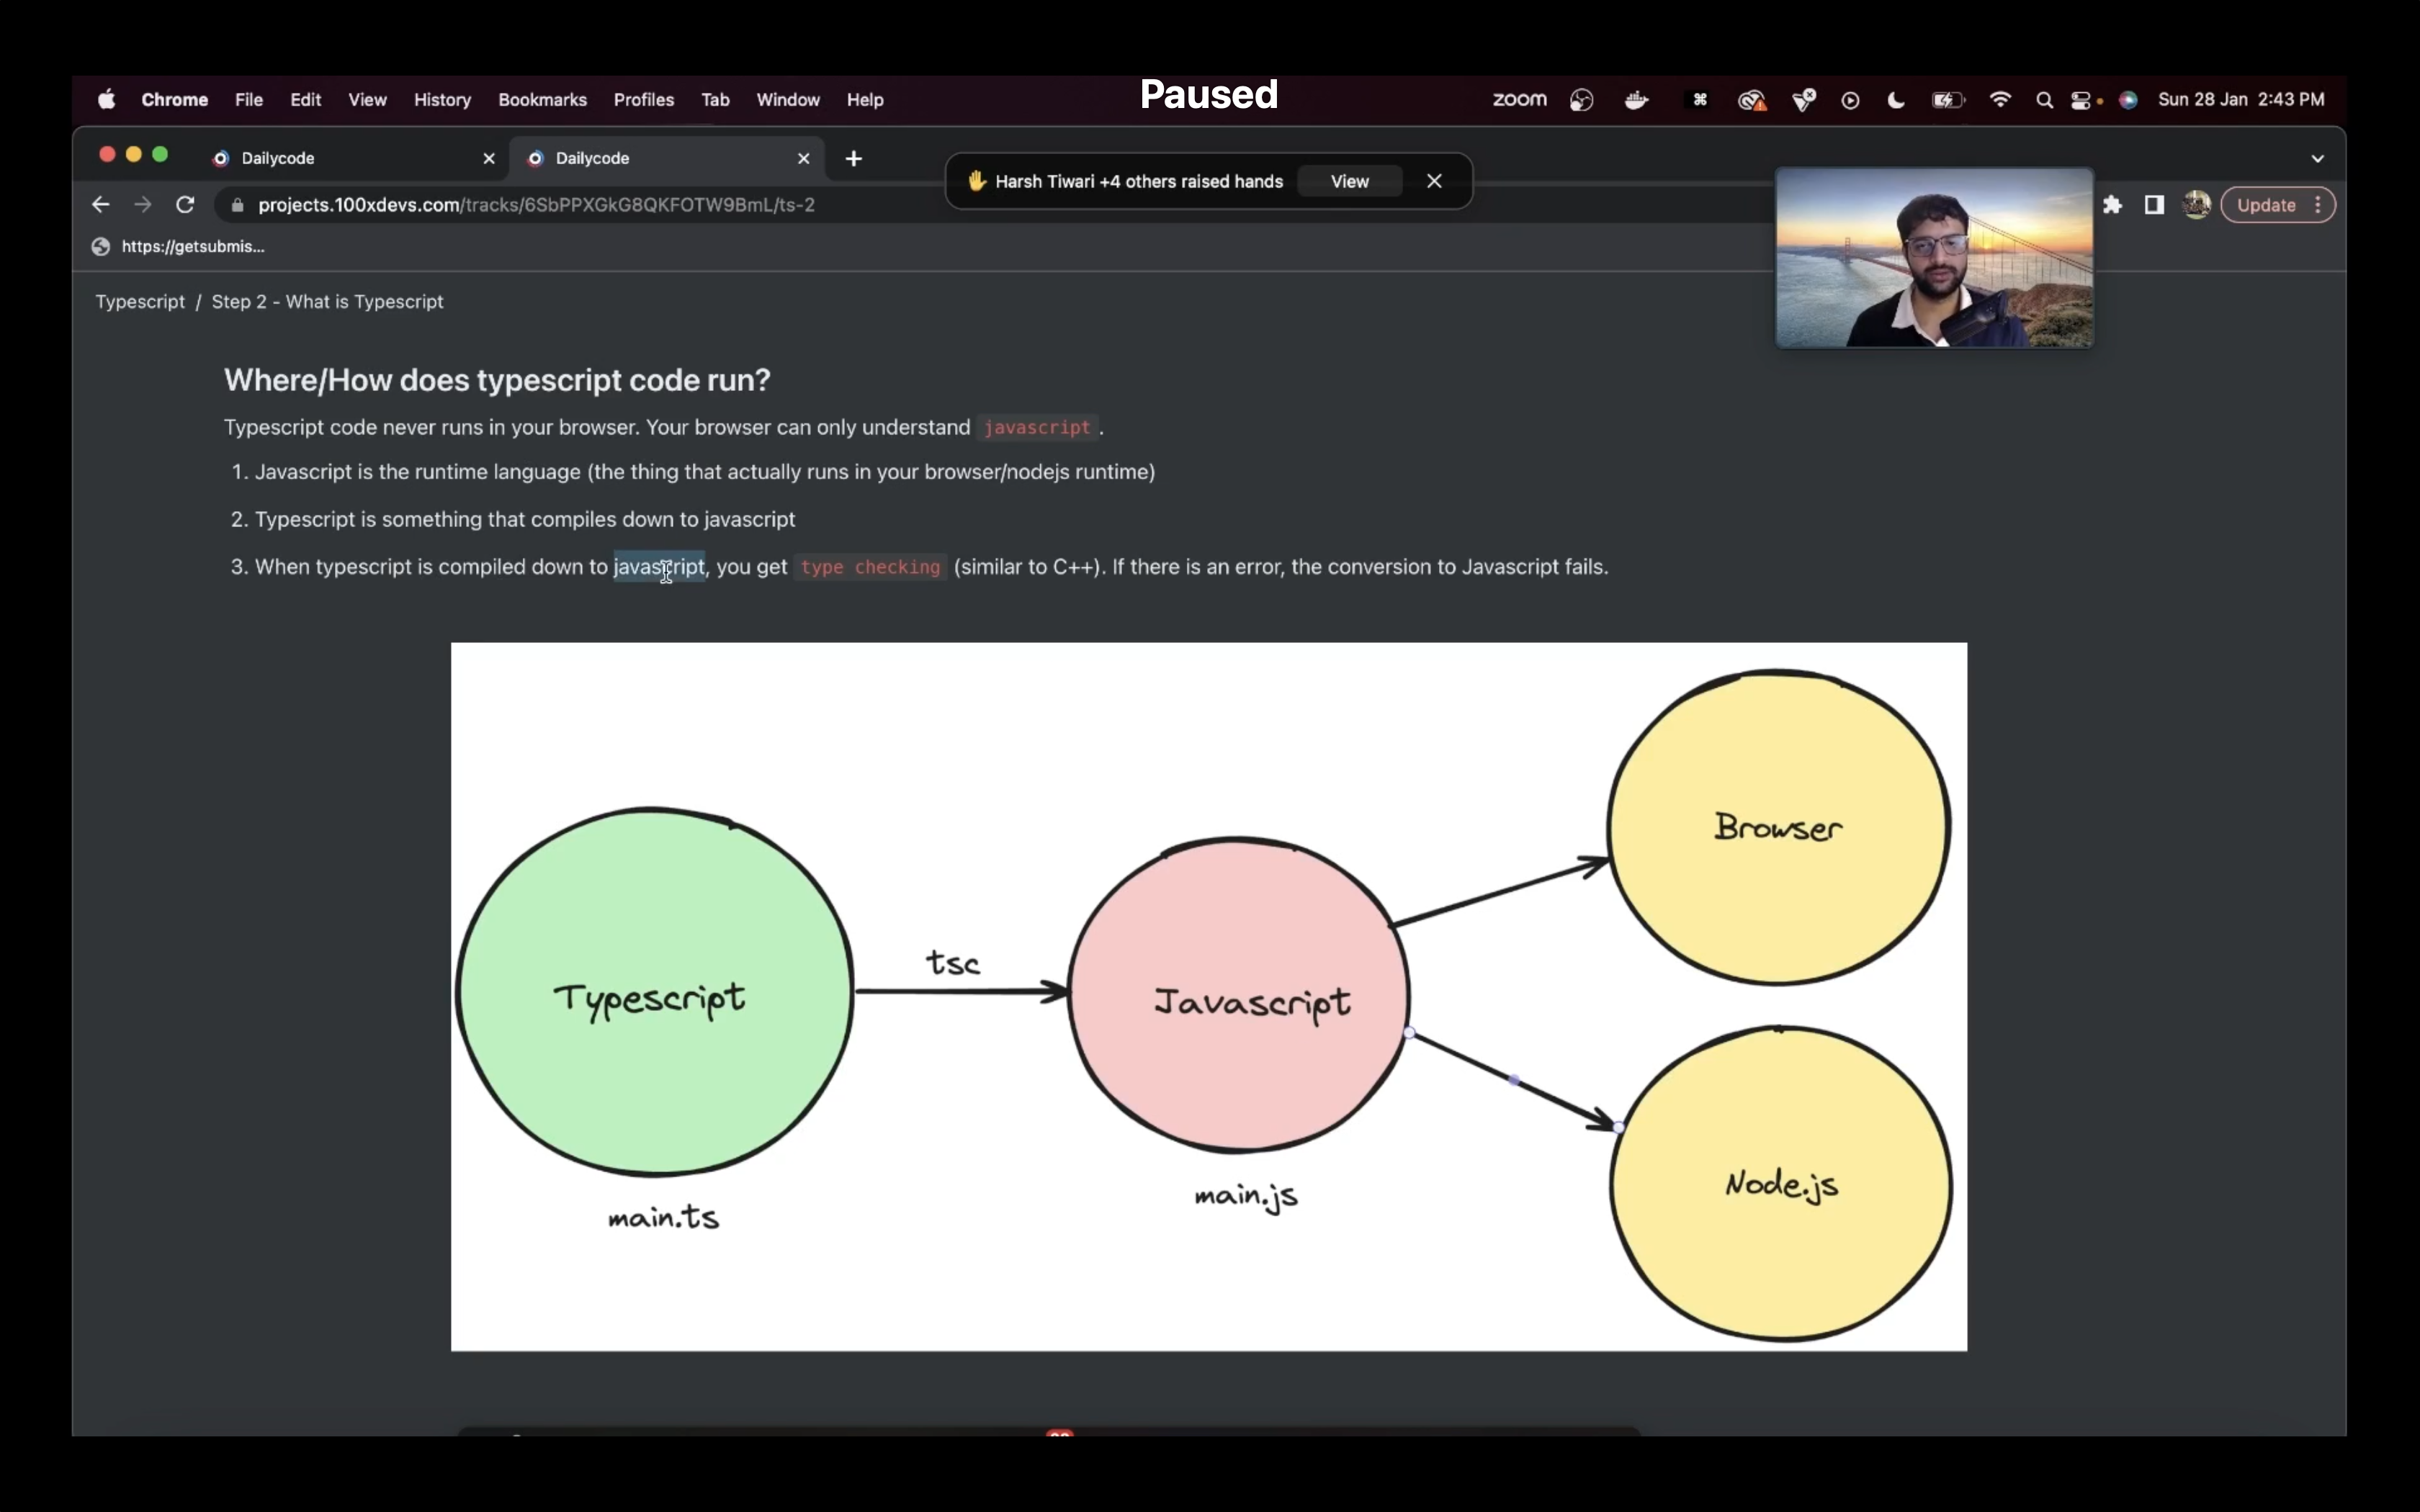 Paused
Chrome File Edit View History Bookmarks Profiles Tab Window Help
zoom
Sun 28 Jan 2:43 PM
Dailycode
Dailycode
Harsh Tiwari +4 others raised hands View
projects.100xdevs.com/tracks/6SbPPXGkG8QKFOTW9BmL/ts-2
Update
https://getsubmis...
Typescript / Step 2 - What is Typescript
Where/How does typescript code run?
Typescript code never runs in your browser. Your browser can only understand javascript .
1. Javascript is the runtime language (the thing that actually runs in your browser/nodejs runtime)
2. Typescript is something that compiles down to javascript
3. When typescript is compiled down to javascript, you get type checking (similar to C++). If there is an error, the conversion to Javascript fails.
Browser
tsc
Typescript
Javascript
Node.js
main.js
main.ts